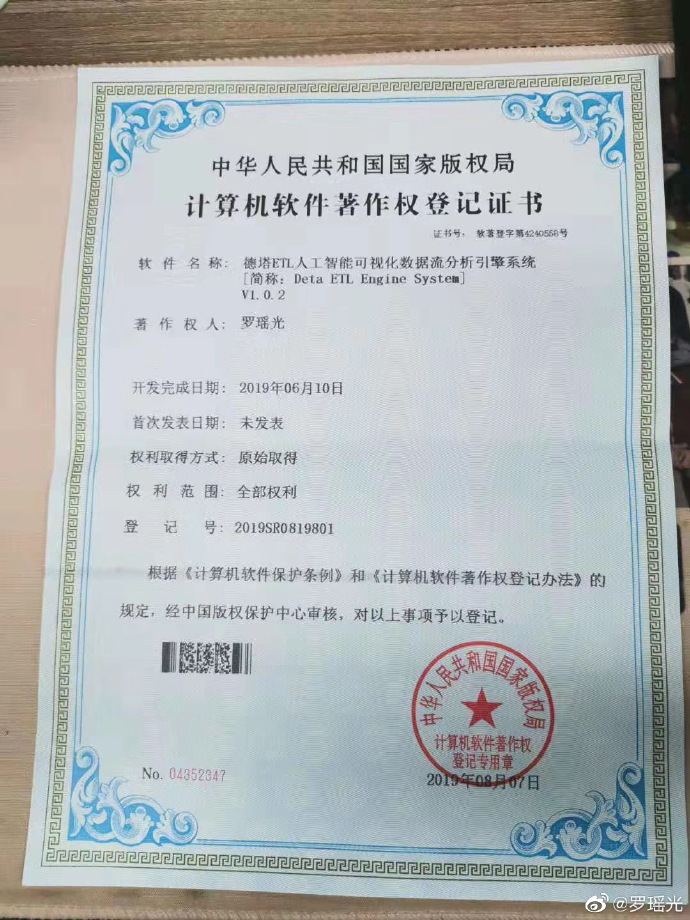 中华人民共和国国家版权局
计算机软件著作权登记证书
证书号: 软著登字第4240558号
软件名称: 德塔ETL人工智能可视化数据流分析引擎系统
[简称: Deta ETL Engine System]
V1.0.2
著作权人: 罗瑶光
开发完成日期: 2019年06月10日
首次发表日期: 未发表
权利取得方式: 原始取得
权利范围: 全部权利
登记号: 2019SR0819801
根据《计算机软件保护条例》和《计算机软件著作权登记办法》的
规定，经中国版权保护中心审核，对以上事项予以登记。
中华人民共和国国家版权局
计算机软件著作权
登记专用章
No. 04352347
2019年08月07日
@罗瑶光